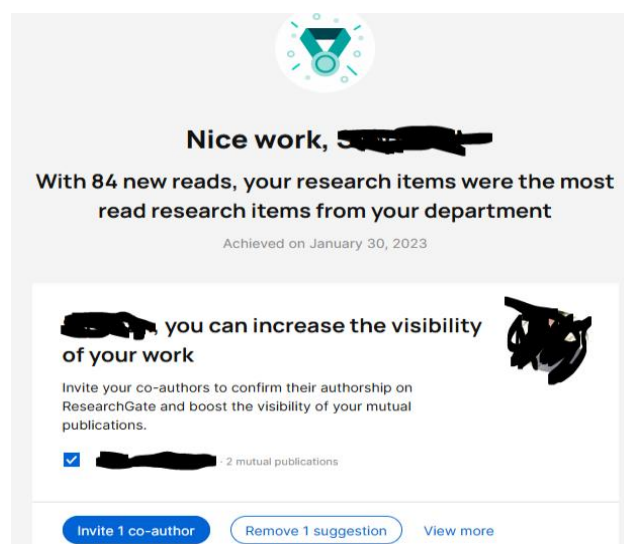 Nice work,
With 84 new reads, your research items were the most
read research items from your department
Achieved on January 30, 2023
, you can increase the visibility
of your work
Invite your co-authors to confirm their authorship on
ResearchGate and boost the visibility of your mutual
publications.
· 2 mutual publications
Invite 1 co-author Remove 1 suggestion View more